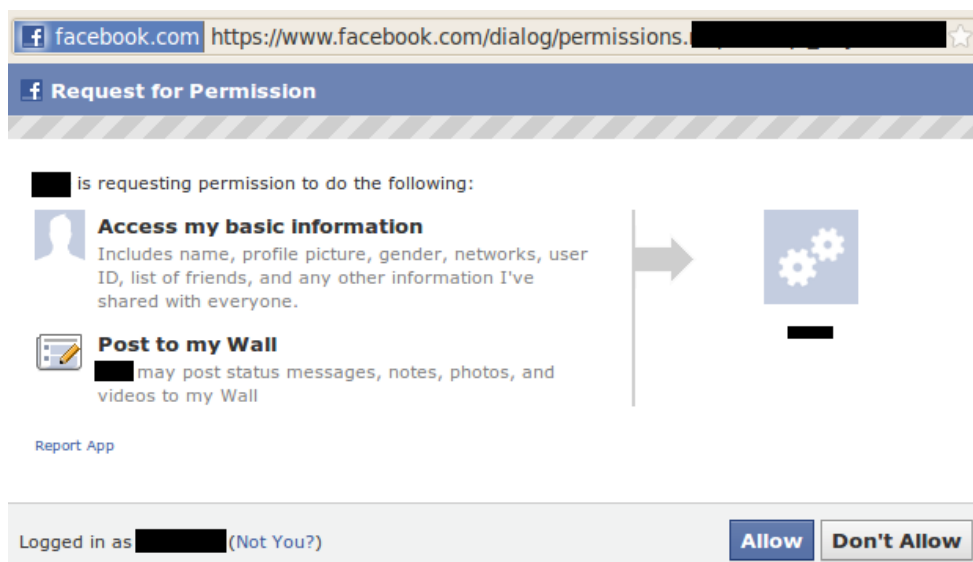 facebook.com https://www.facebook.com/dialog/permissions.
Request for Permission
is requesting permission to do the following:
Access my basic information
Includes name, profile picture, gender, networks, user
ID, list of friends, and any other information I've
shared with everyone.
Post to my Wall
may post status messages, notes, photos, and
videos to my Wall
Report App
Logged in as (Not You?) Allow Don't Allow